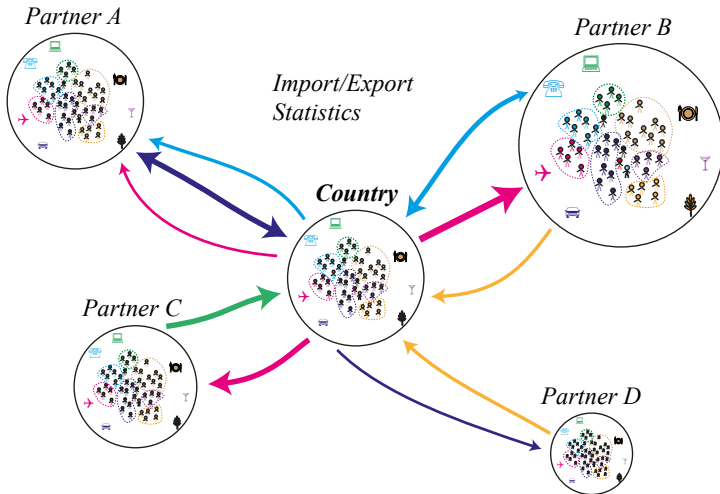 Partner A
Partner B
Import/Export
Statistics
Country
Partner C
Partner D